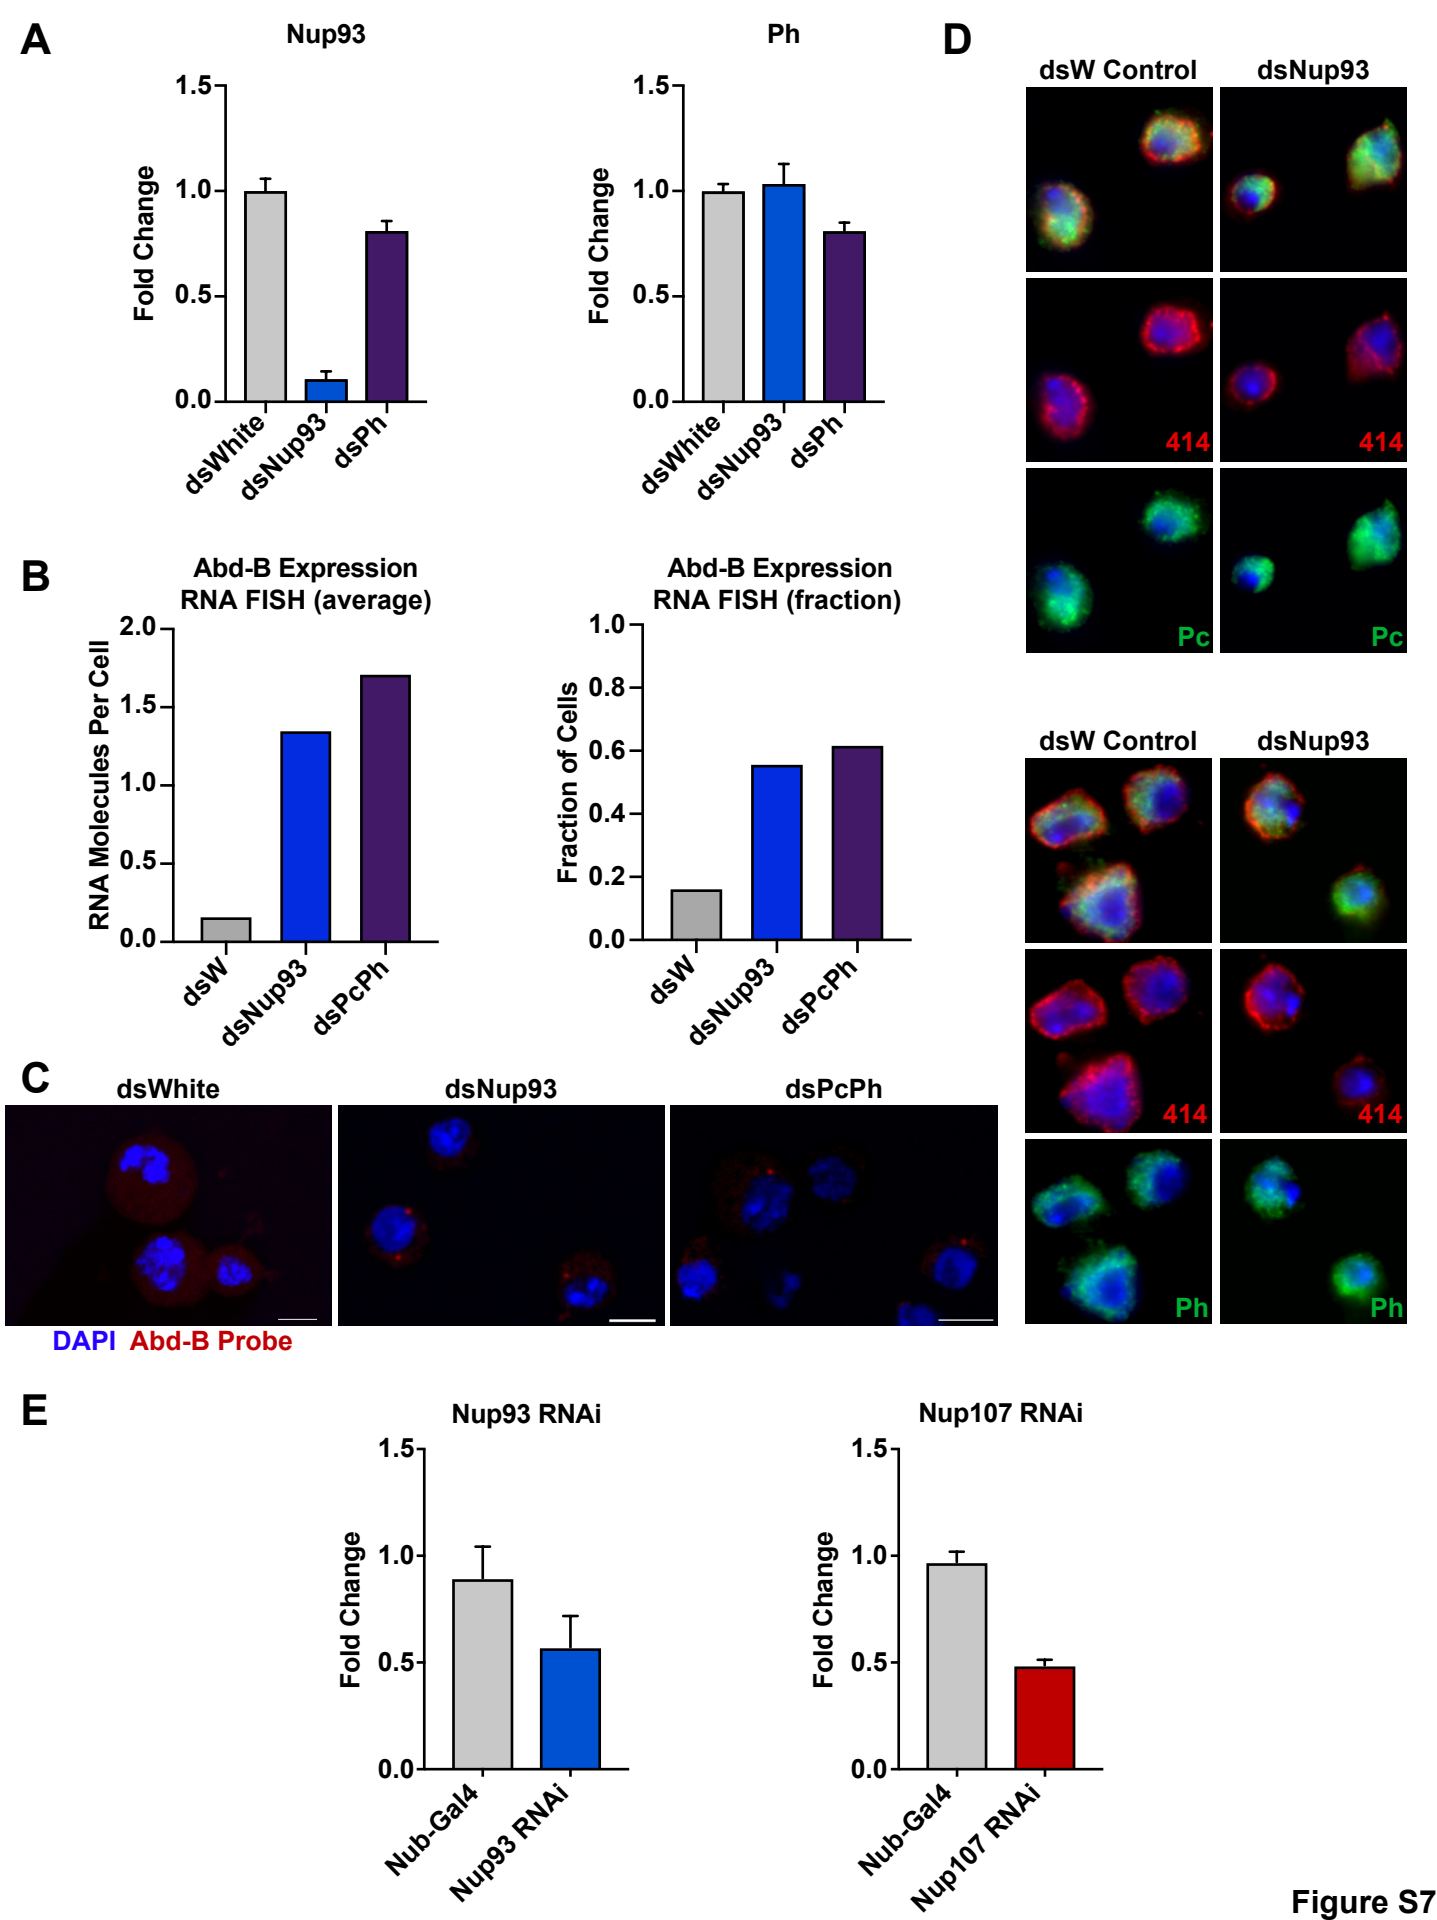 A
Nup93
Fold Change
1.5
1.0
0.5
0.0
dsWhite
dsNup93
dsPh
Ph
Fold Change
1.5
1.0
0.5
0.0
dsWhite
dsNup93
dsPh
B
Abd-B Expression
RNA FISH (average)
RNA Molecules Per Cell
2.0
1.5
1.0
0.5
0.0
dsW
dsNup93
dsPcPh
Abd-B Expression
RNA FISH (fraction)
Fraction of Cells
1.0
0.8
0.6
0.4
0.2
0.0
dsW
dsNup93
dsPcPh
C
dsWhite
dsNup93
dsPcPh
DAPI Abd-B Probe
D
dsW Control
dsNup93
414
414
Pc
Pc
dsW Control
dsNup93
414
414
Ph
Ph
E
Nup93 RNAi
Fold Change
1.5
1.0
0.5
0.0
Nub-Gal4
Nup93 RNAi
Nup107 RNAi
Fold Change
1.5
1.0
0.5
0.0
Nub-Gal4
Nup107 RNAi
Figure S7